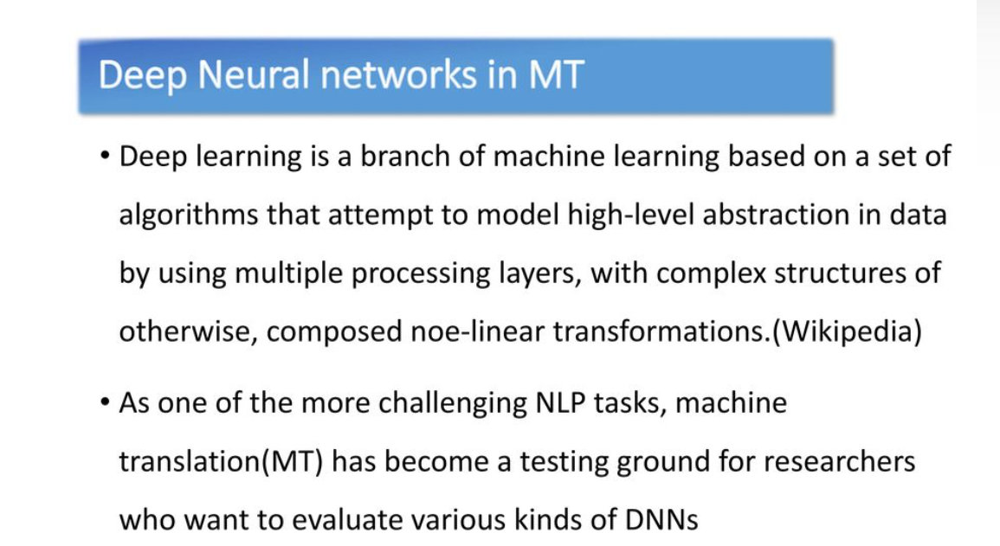 Deep Neural networks in MT
• Deep learning is a branch of machine learning based on a set of
algorithms that attempt to model high-level abstraction in data
by using multiple processing layers, with complex structures of
otherwise, composed noe-linear transformations.(Wikipedia)
• As one of the more challenging NLP tasks, machine
translation(MT) has become a testing ground for researchers
who want to evaluate various kinds of DNNs